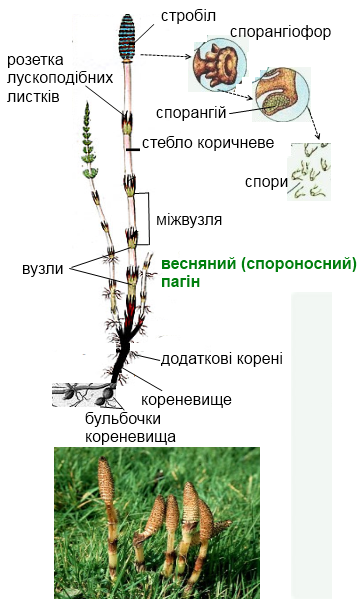 стробіл
спорангіофор
розетка
лускоподібних
листків
спорангій
стебло коричневе
спори
міжвузля
вузли
весняний (спороносний)
пагін
додаткові корені
кореневище
бульбочки
кореневища